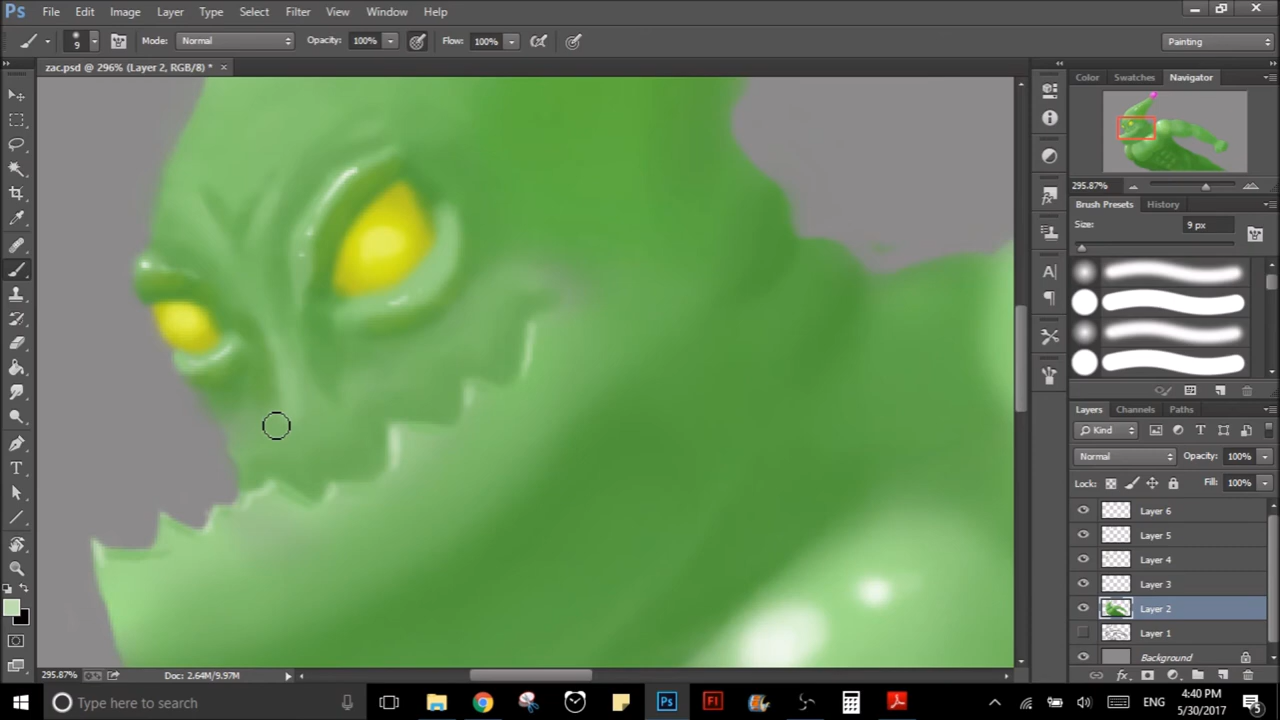 Ps File Edit Image Layer Type Select Filter View Window Help
9 Mode: Normal Opacity: 100% Flow: 100% Painting
zac.psd @ 296% (Layer 2, RGB/8) * ×
Color Swatches Navigator
295.87%
Brush Presets History
Size: 9 px
Layers Channels Paths
Kind
Normal Opacity: 100%
Lock: Fill: 100%
Layer 6
Layer 5
Layer 4
Layer 3
Layer 2
Layer 1
Background
295.87% Doc: 2.64M/9.97M
Type here to search Ps Fl ENG 4:40 PM
5/30/2017 5